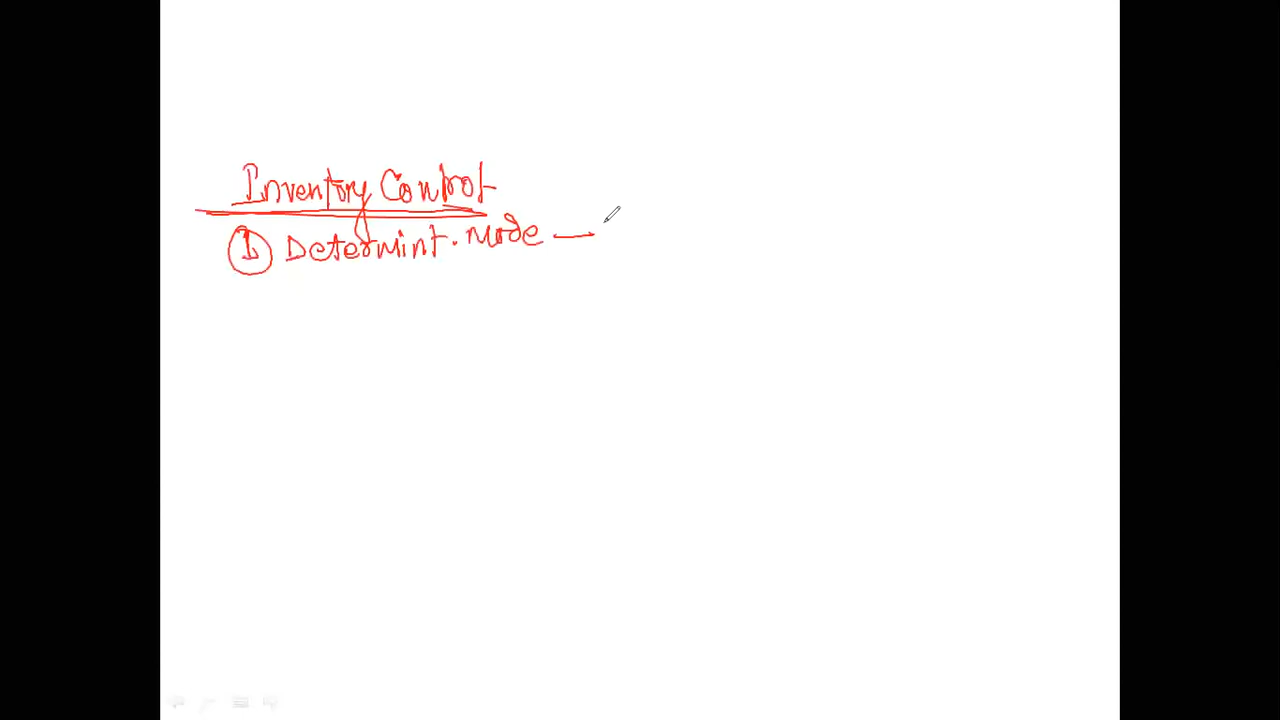 Inventory Control
① Determint. Mode —